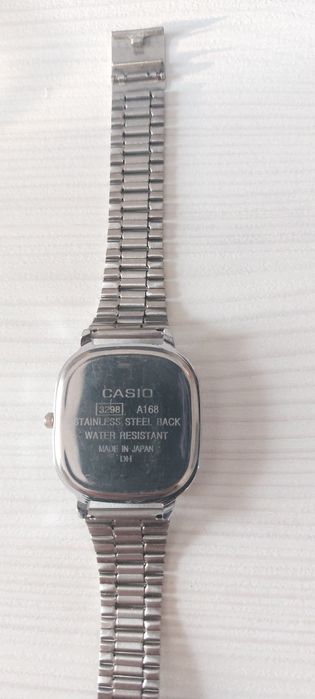 CASIO
3298 A168
STAINLESS STEEL BACK
WATER RESISTANT
MADE IN JAPAN
DH